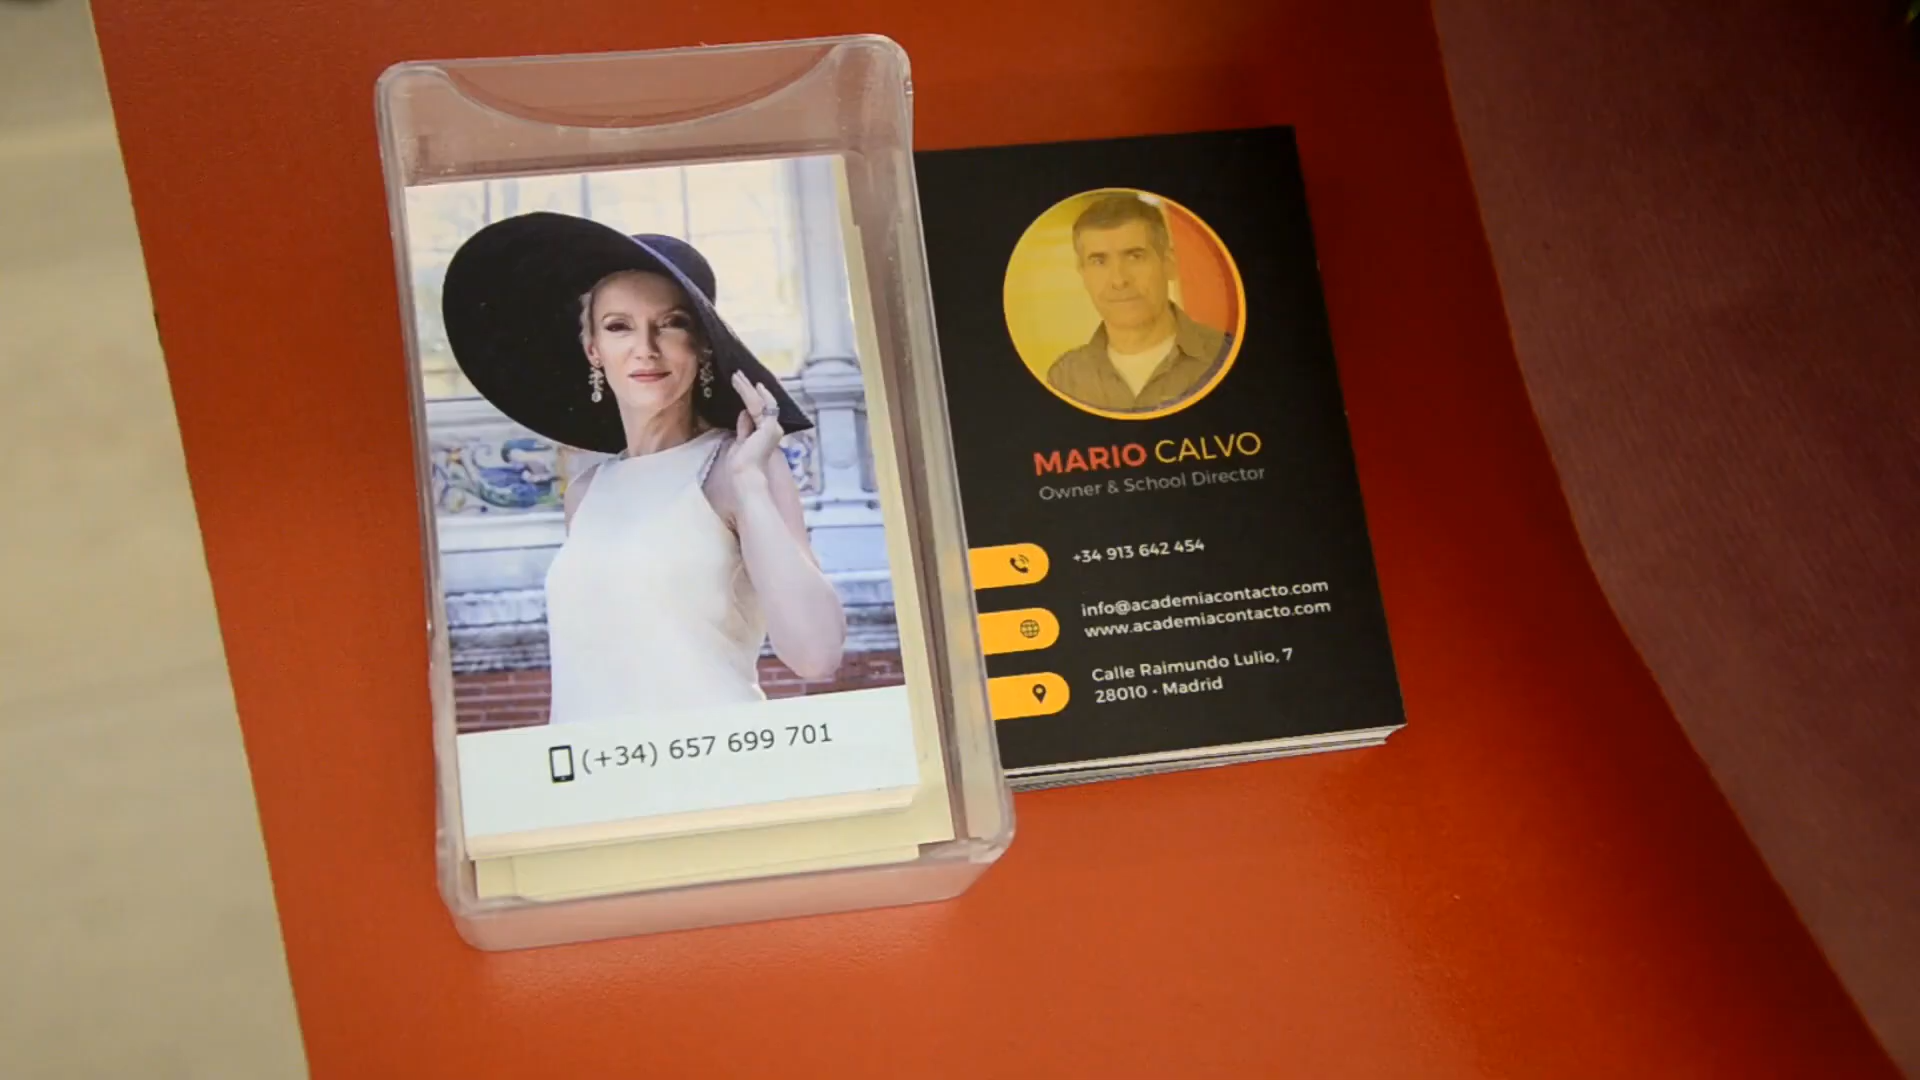 (+34) 657 699 701
MARIO CALVO
Owner & School Director
+34 913 642 454
info@academiacontacto.com
www.academiacontacto.com
Calle Raimundo Lulio, 7
28010 · Madrid